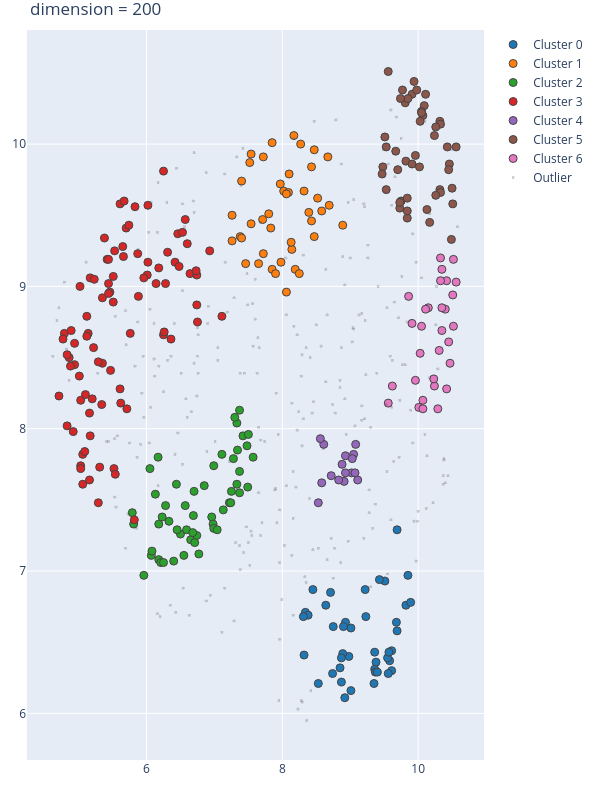 dimension = 200
Cluster 0
Cluster 1
Cluster 2
Cluster 3
Cluster 4
Cluster 5
Cluster 6
Outlier
10
9
8
7
6
6
8
10